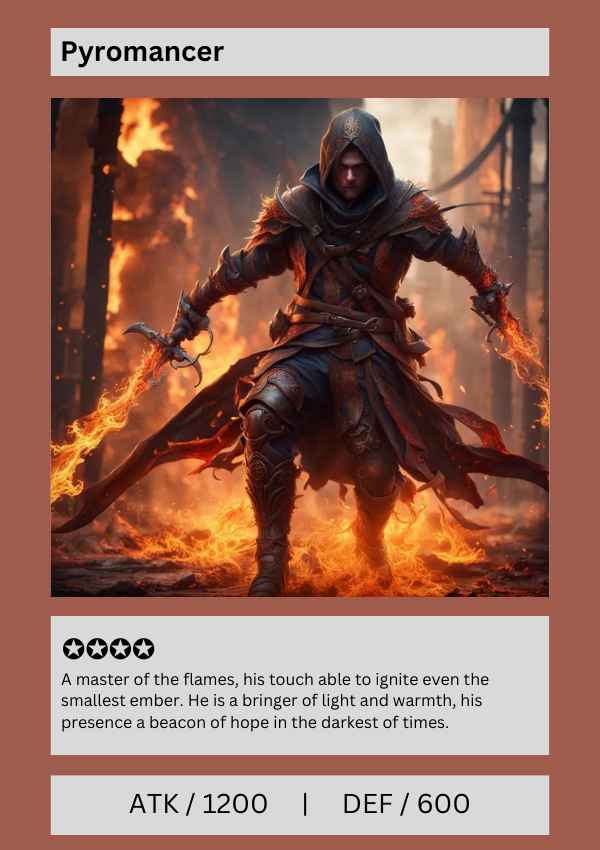 Pyromancer
✪✪✪✪
A master of the flames, his touch able to ignite even the
smallest ember. He is a bringer of light and warmth, his
presence a beacon of hope in the darkest of times.
ATK / 1200 | DEF / 600